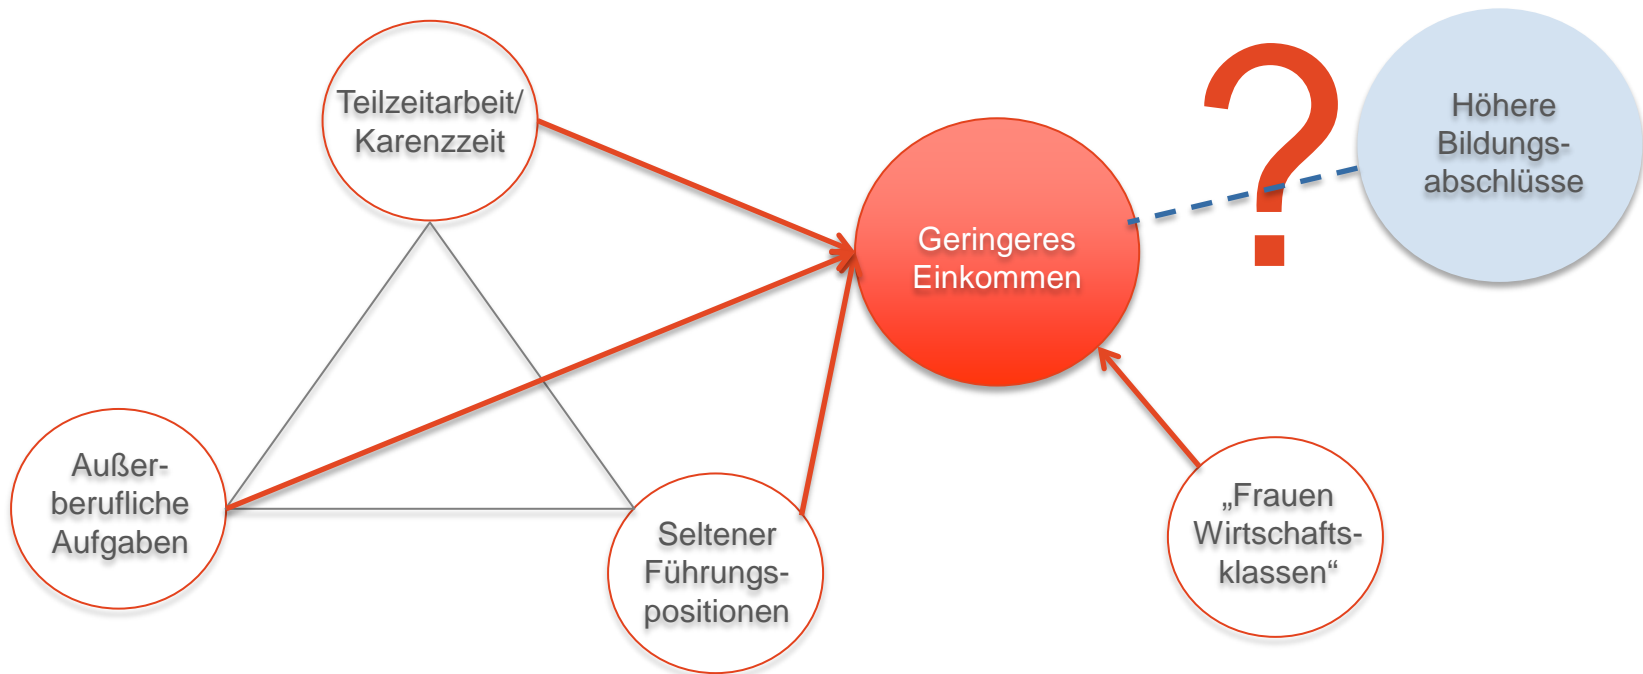 Teilzeitarbeit/
Karenzzeit
Geringeres
Einkommen
?
Höhere
Bildungs-
abschlüsse
Außer-
berufliche
Aufgaben
Seltener
Führungs-
positionen
„Frauen
Wirtschafts-
klassen“